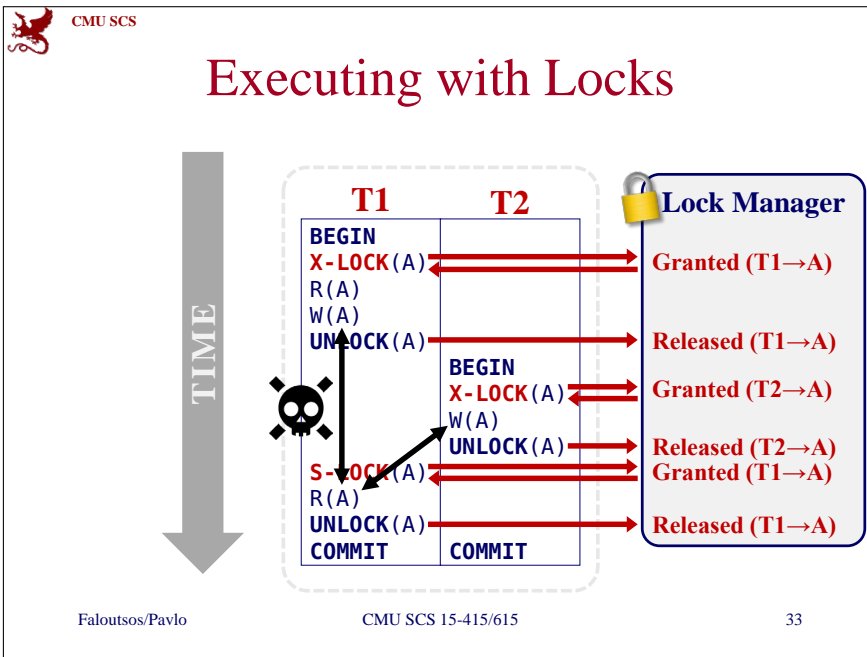 CMU SCS
Executing with Locks
TIME
T1 T2
BEGIN
X-LOCK(A)
R(A)
W(A)
UNLOCK(A)
BEGIN
X-LOCK(A)
W(A)
UNLOCK(A)
S-LOCK(A)
R(A)
UNLOCK(A)
COMMIT COMMIT
Lock Manager
Granted (T1→A)
Released (T1→A)
Granted (T2→A)
Released (T2→A)
Granted (T1→A)
Released (T1→A)
Faloutsos/Pavlo CMU SCS 15-415/615 33